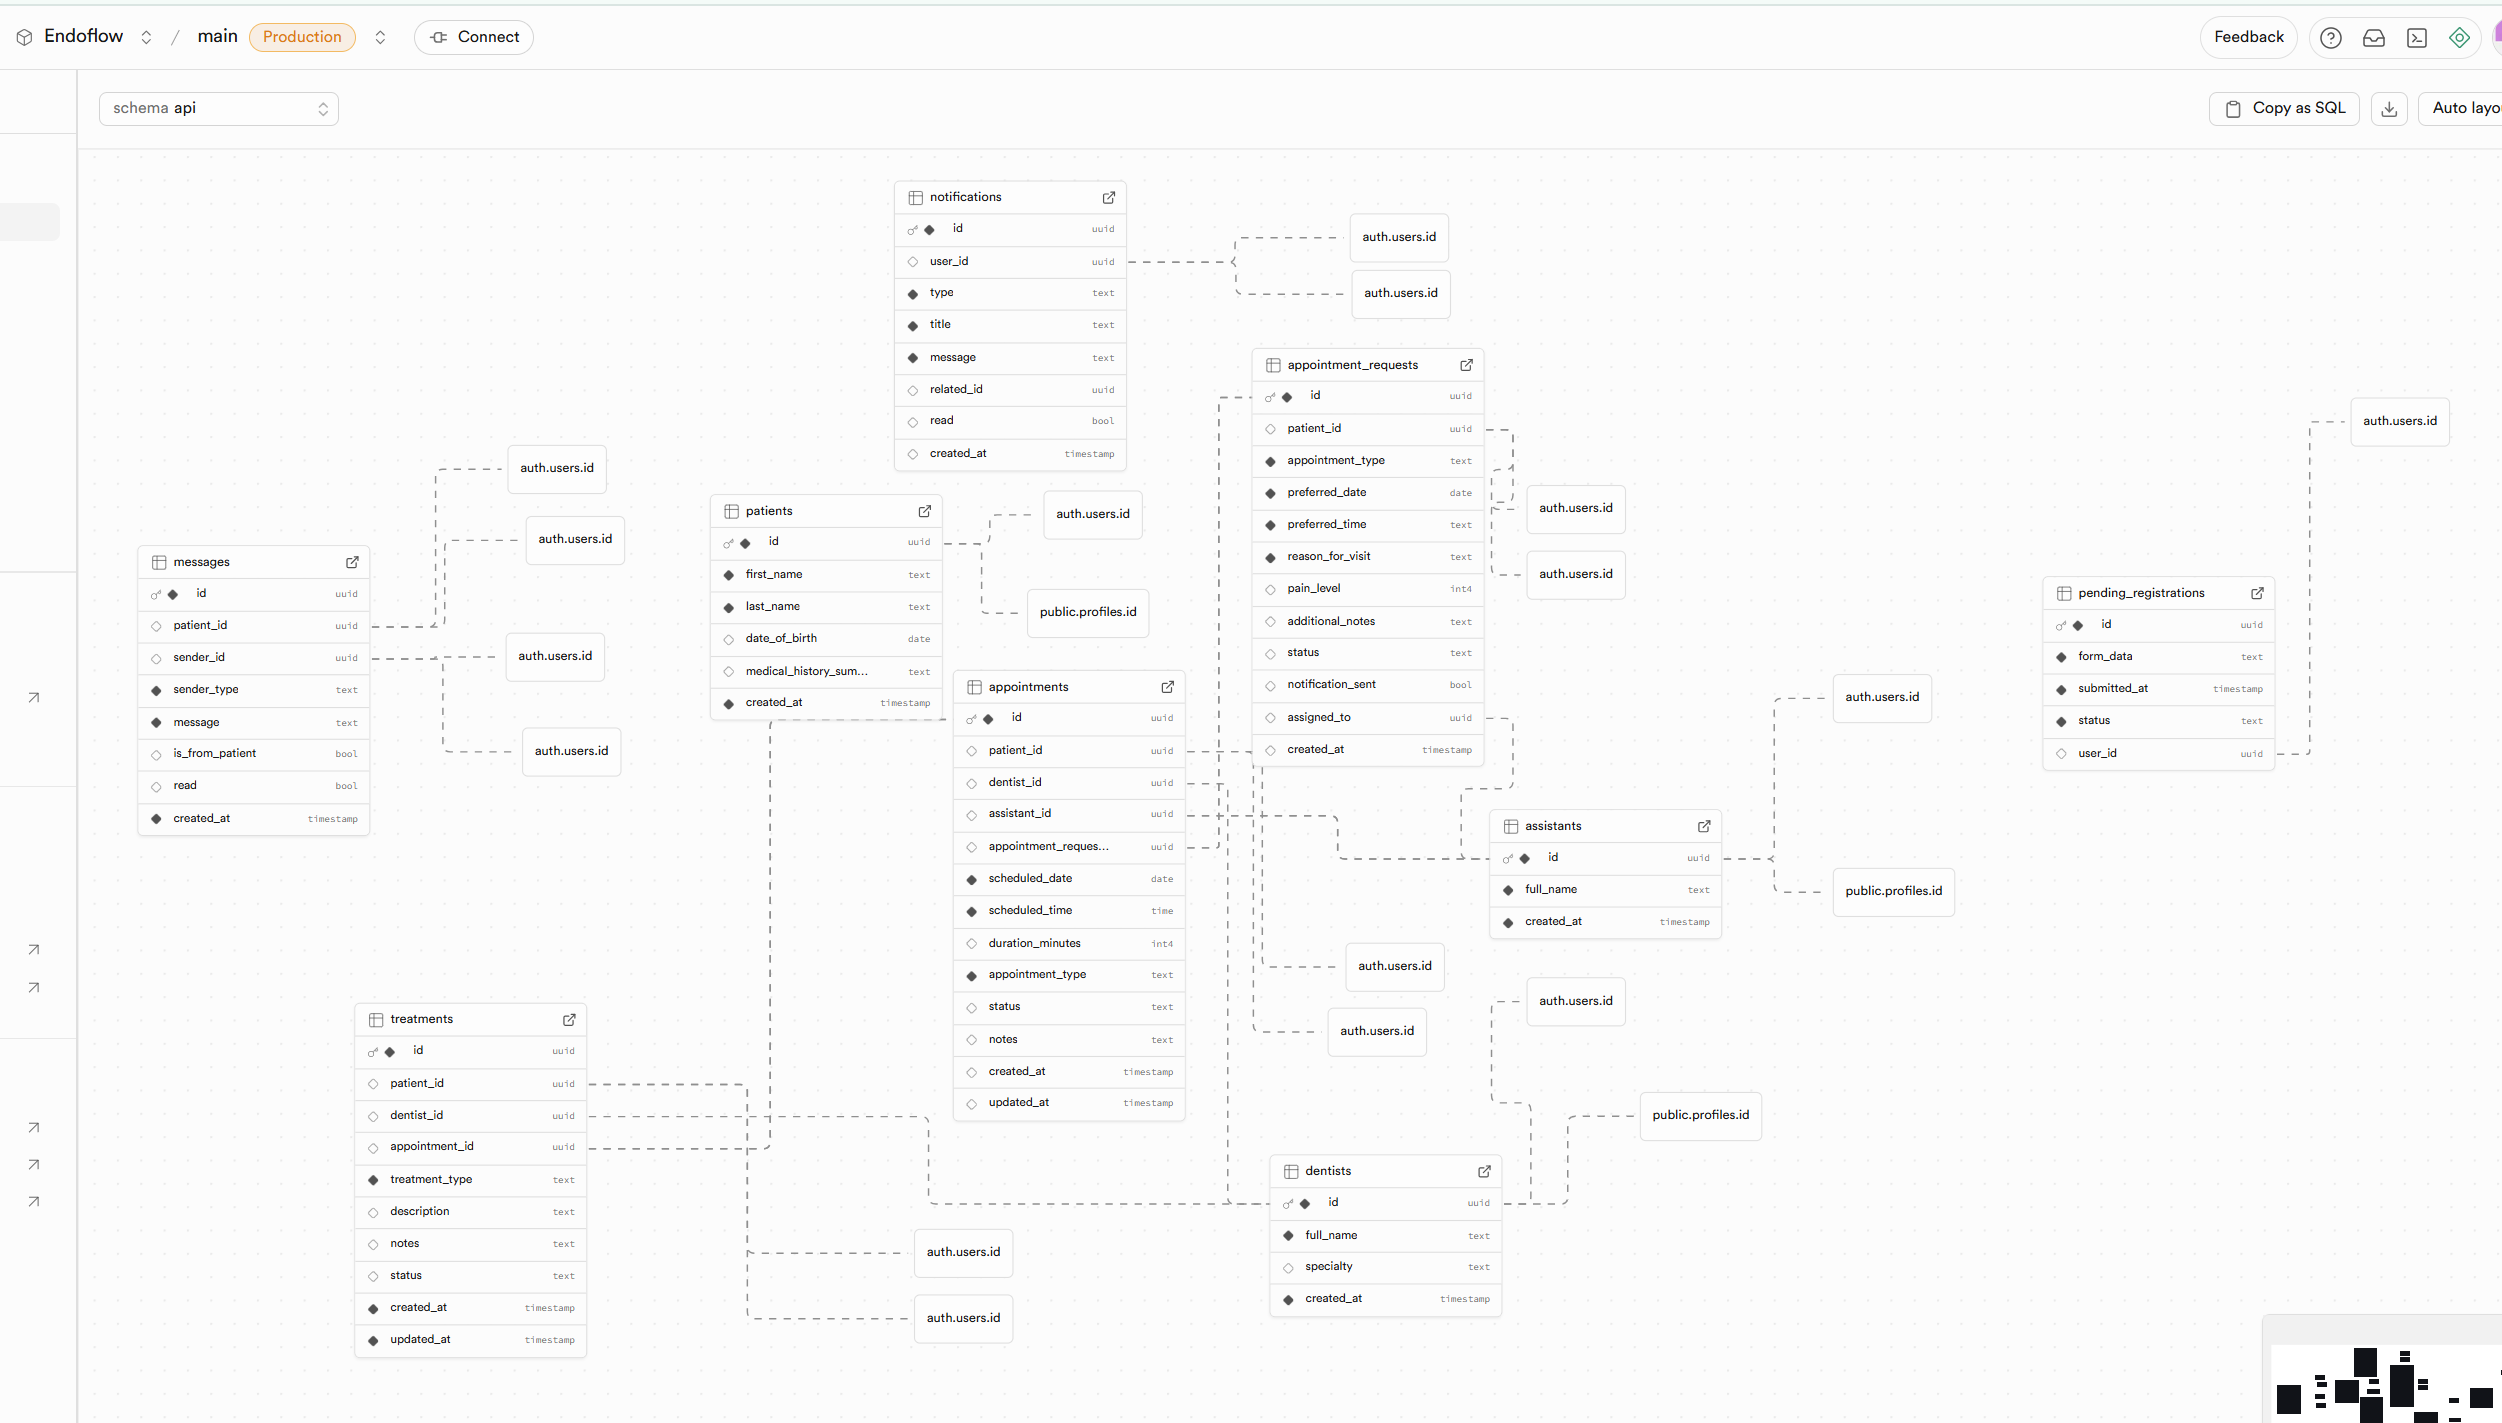 Endoflow / main Production Connect Feedback
schema api Copy as SQL Auto layo
notifications
id uuid
user_id uuid
type text
title text
message text
related_id uuid
read bool
created_at timestamp
auth.users.id
auth.users.id
appointment_requests
id uuid
patient_id uuid
appointment_type text
preferred_date date
preferred_time text
reason_for_visit text
pain_level int4
additional_notes text
status text
notification_sent bool
assigned_to uuid
created_at timestamp
auth.users.id
auth.users.id
auth.users.id
auth.users.id
auth.users.id
auth.users.id
auth.users.id
messages
id uuid
patient_id uuid
sender_id uuid
sender_type text
message text
is_from_patient bool
read bool
created_at timestamp
patients
id uuid
first_name text
last_name text
date_of_birth date
medical_history_sum... text
created_at timestamp
auth.users.id
public.profiles.id
appointments
id uuid
patient_id uuid
dentist_id uuid
assistant_id uuid
appointment_reques... uuid
scheduled_date date
scheduled_time time
duration_minutes int4
appointment_type text
status text
notes text
created_at timestamp
updated_at timestamp
pending_registrations
id uuid
form_data text
submitted_at timestamp
status text
user_id uuid
assistants
id uuid
full_name text
created_at timestamp
auth.users.id
public.profiles.id
auth.users.id
auth.users.id
auth.users.id
public.profiles.id
treatments
id uuid
patient_id uuid
dentist_id uuid
appointment_id uuid
treatment_type text
description text
notes text
status text
created_at timestamp
updated_at timestamp
auth.users.id
auth.users.id
dentists
id uuid
full_name text
specialty text
created_at timestamp